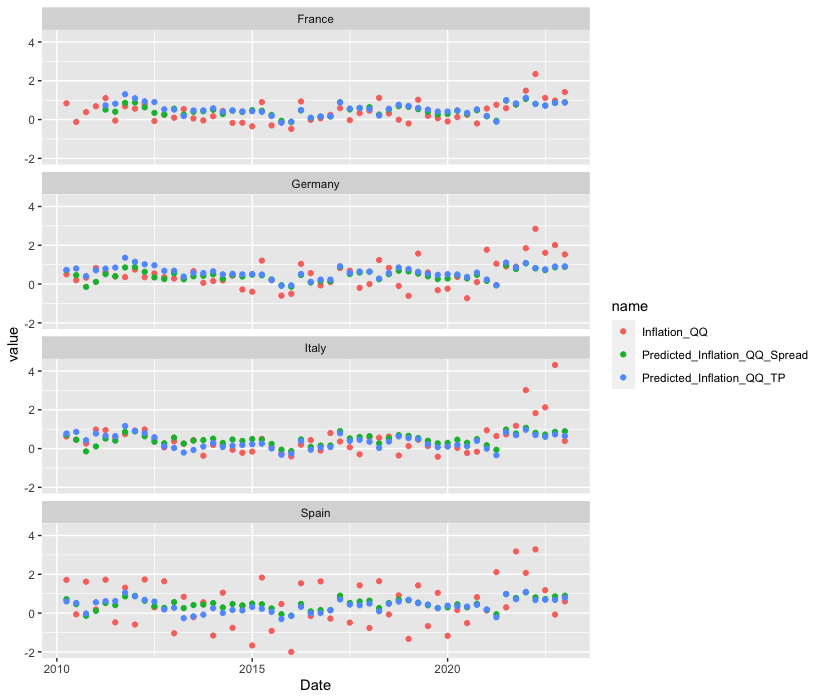 France
4
2
0
-2
Germany
4
2
0
-2
Italy
4
2
0
-2
Spain
4
2
0
-2
2010
2015
2020
Date
value
name
Inflation_QQ
Predicted_Inflation_QQ_Spread
Predicted_Inflation_QQ_TP